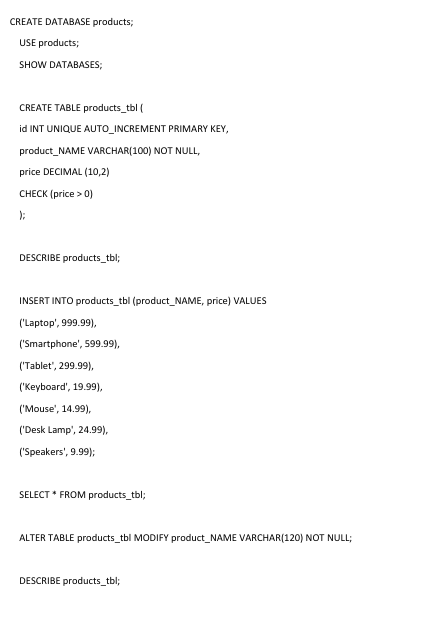 CREATE DATABASE products;
USE products;
SHOW DATABASES;
CREATE TABLE products_tbl (
id INT UNIQUE AUTO_INCREMENT PRIMARY KEY,
product_NAME VARCHAR(100) NOT NULL,
price DECIMAL (10,2)
CHECK (price > 0)
);
DESCRIBE products_tbl;
INSERT INTO products_tbl (product_NAME, price) VALUES
('Laptop', 999.99),
('Smartphone', 599.99),
('Tablet', 299.99),
('Keyboard', 19.99),
('Mouse', 14.99),
('Desk Lamp', 24.99),
('Speakers', 9.99);
SELECT * FROM products_tbl;
ALTER TABLE products_tbl MODIFY product_NAME VARCHAR(120) NOT NULL;
DESCRIBE products_tbl;